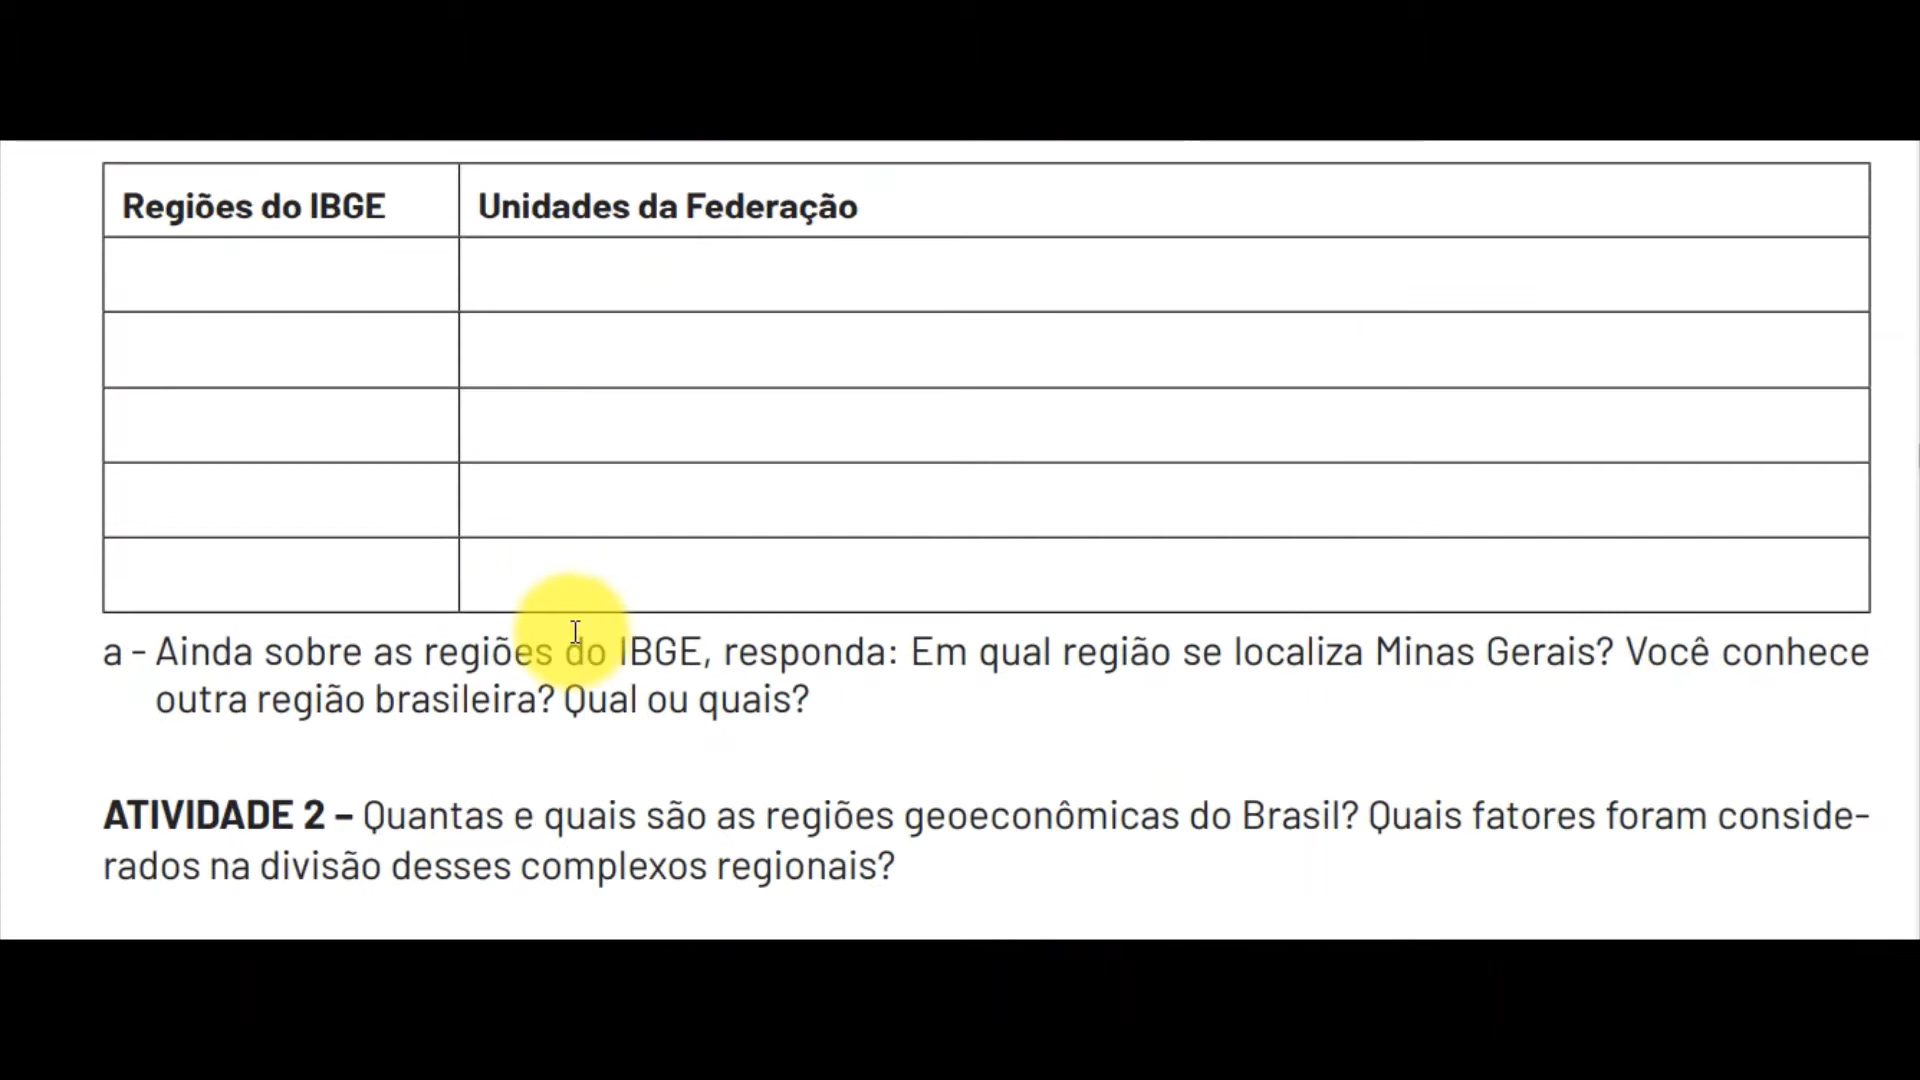 Regiões do IBGE Unidades da Federação
a - Ainda sobre as regiões do IBGE, responda: Em qual região se localiza Minas Gerais? Você conhece
outra região brasileira? Qual ou quais?
ATIVIDADE 2 – Quantas e quais são as regiões geoeconômicas do Brasil? Quais fatores foram conside-
rados na divisão desses complexos regionais?